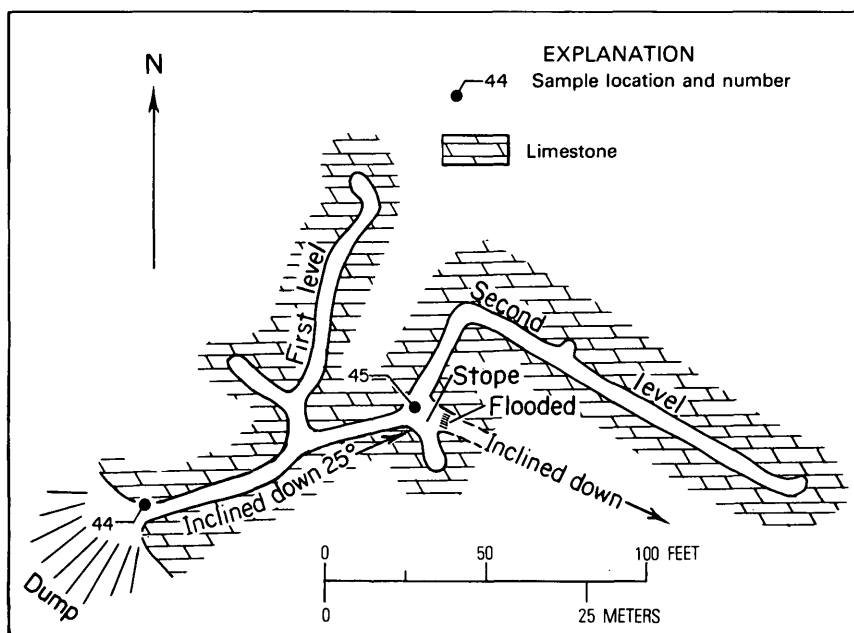 EXPLANATION
44 Sample location and number
Limestone
N
First level
Second level
45
Stope
Flooded
Inclined down 25°
Inclined down
44
Dump
0 50 100 FEET
0 25 METERS